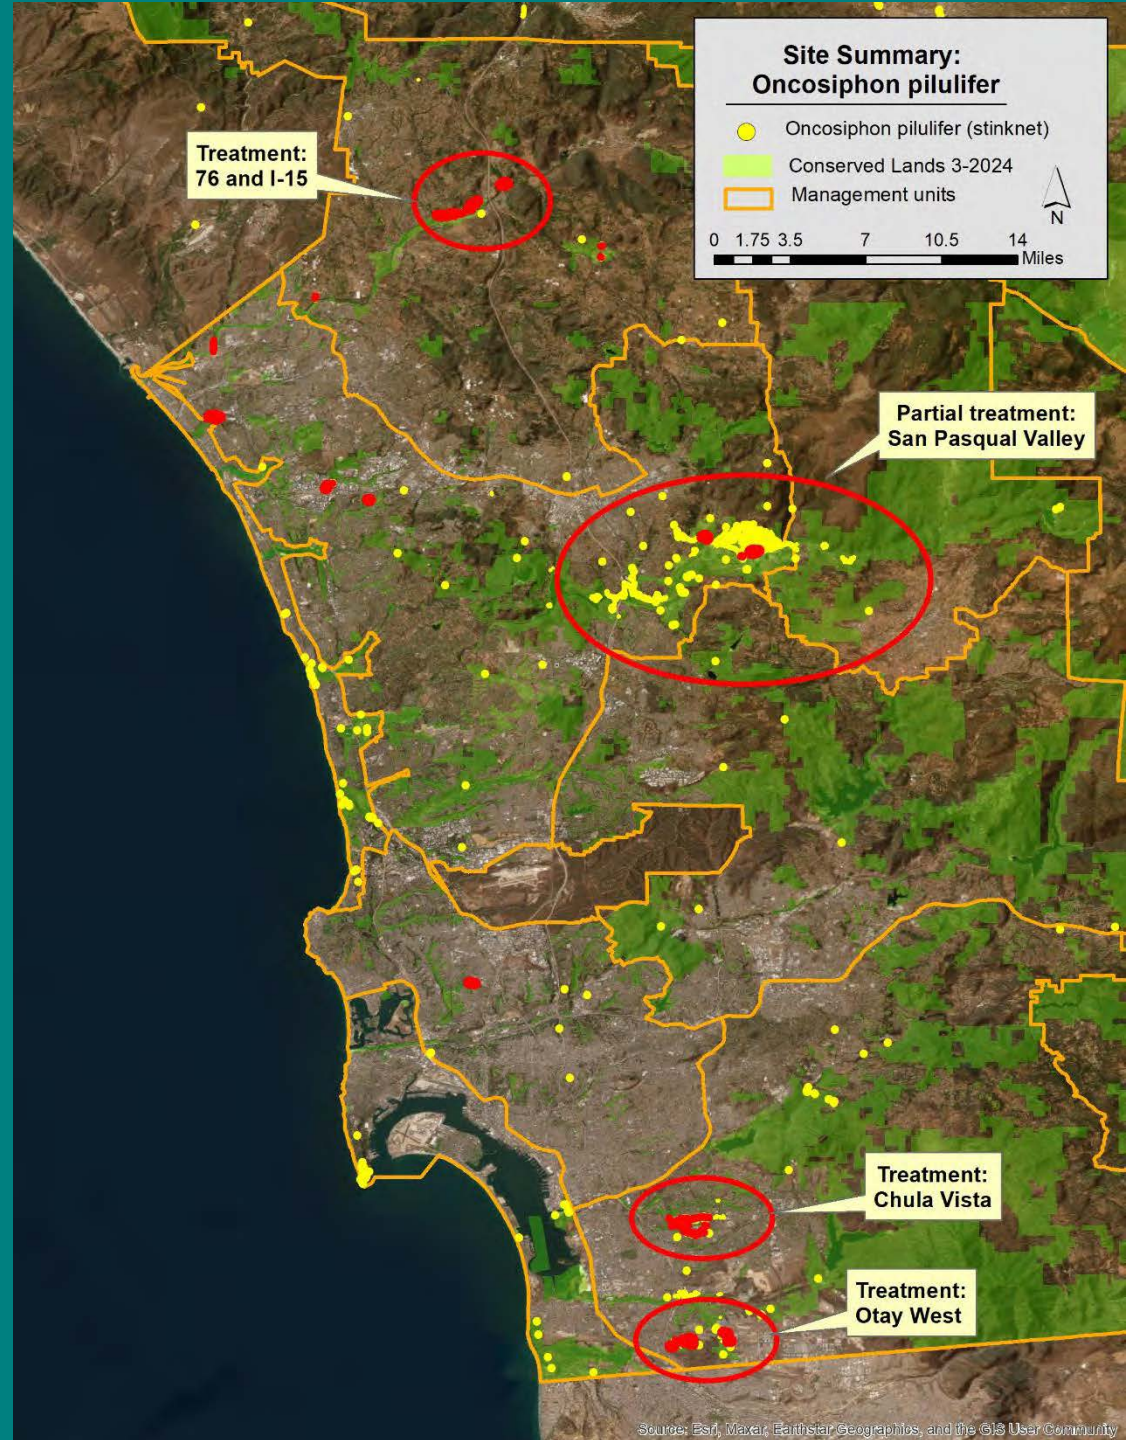 Site Summary:
Oncosiphon pilulifer
Oncosiphon pilulifer (stinknet)
Conserved Lands 3-2024
Management units
N
0 1.75 3.5 7 10.5 14
Miles
Treatment:
76 and I-15
Partial treatment:
San Pasqual Valley
Treatment:
Chula Vista
Treatment:
Otay West
Source: Esri, Maxar, Earthstar Geographics, and the GIS User Community